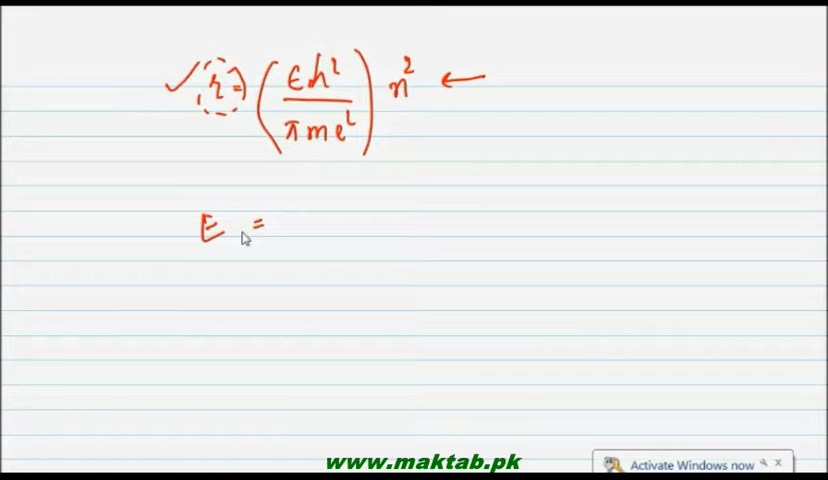 ✓ r = (ϵh²/πme²) n² ←
E =
www.maktab.pk
Activate Windows now